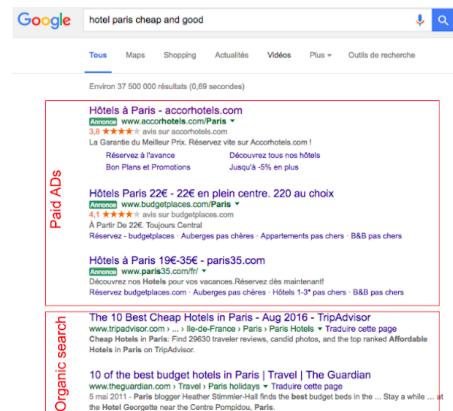 Google hotel paris cheap and good
Tous Maps Shopping Actualités Vidéos Plus Outils de recherche
Environ 37 500 000 résultats (0,69 secondes)
Paid ADs
Hôtels à Paris - accorhotels.com
Annonce www.accorhotels.com/Paris
3,8 ★★★★★ avis sur accorhotels.com
La Garantie du Meilleur Prix. Réservez vite sur Accorhotels.com !
Réservez à l'avance Découvrez tous nos hôtels
Bon Plans et Promotions Jusqu'à -5% en plus
Hôtels Paris 22€ - 22€ en plein centre. 220 au choix
Annonce www.budgetplaces.com/Paris
4,1 ★★★★★ avis sur budgetplaces.com
À Partir De 22€. Toujours Central
Réservez - budgetplaces · Auberges pas chères · Appartements pas chers · B&B pas chers
Hôtels à Paris 19€-35€ - paris35.com
Annonce www.paris35.com/fr/
Découvrez nos Hotels pour vos vacances.Réservez dès maintenant!
Réservez budgetplaces.com · Auberges pas chères · Hôtels 1-3* pas chers · B&B pas chers
Organic search
The 10 Best Cheap Hotels in Paris - Aug 2016 - TripAdvisor
www.tripadvisor.com › ... › Ile-de-France › Paris › Paris Hotels Traduire cette page
Cheap Hotels in Paris: Find 29630 traveler reviews, candid photos, and the top ranked Affordable
Hotels in Paris on TripAdvisor.
10 of the best budget hotels in Paris | Travel | The Guardian
www.theguardian.com › Travel › Paris holidays Traduire cette page
5 mai 2011 - Paris blogger Heather Stimmler-Hall finds the best budget beds in the ... Stay a while ... at
the Hotel Georgette near the Centre Pompidou, Paris.